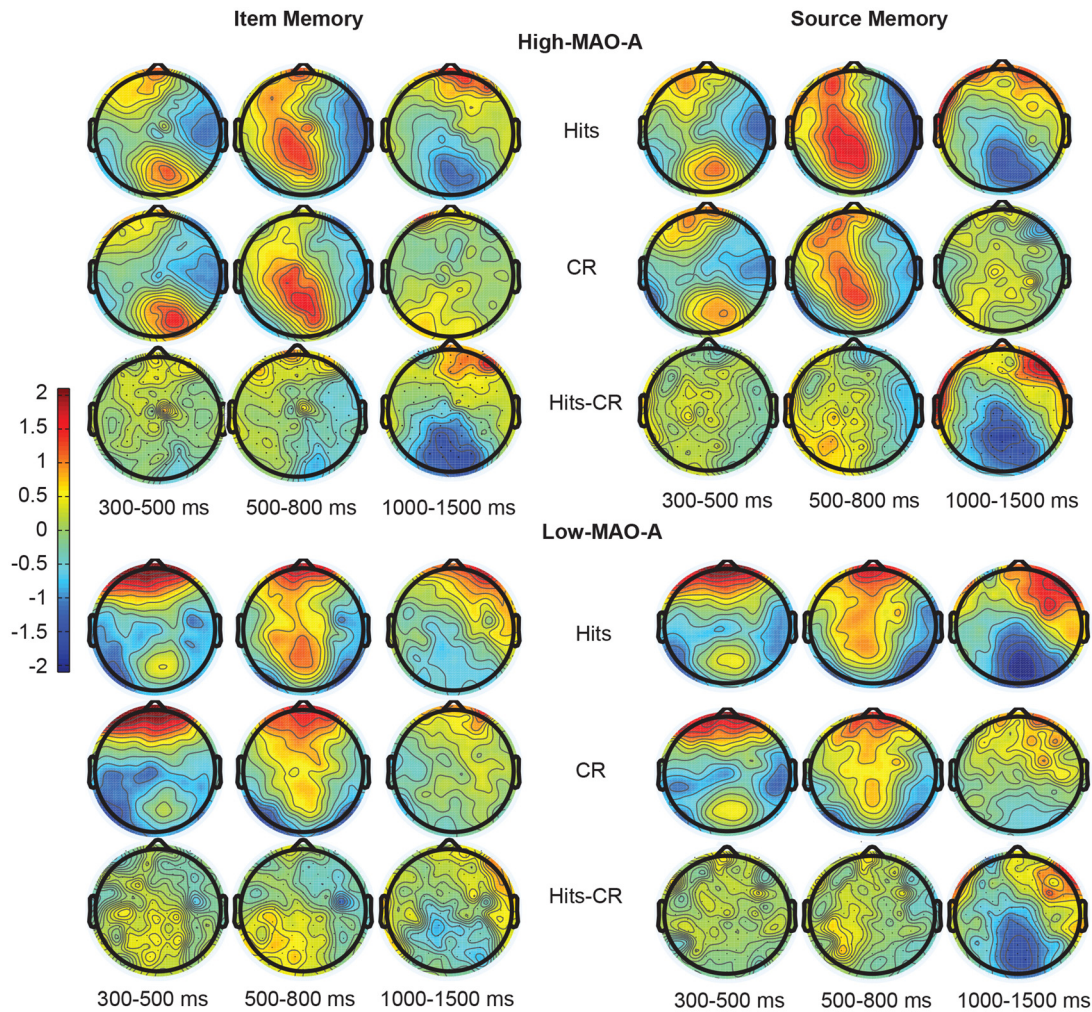 Item Memory
Source Memory
High-MAO-A
Hits
CR
Hits-CR
2
1.5
1
0.5
0
-0.5
-1
-1.5
-2
300-500 ms
500-800 ms
1000-1500 ms
300-500 ms
500-800 ms
1000-1500 ms
Low-MAO-A
Hits
CR
Hits-CR
300-500 ms
500-800 ms
1000-1500 ms
300-500 ms
500-800 ms
1000-1500 ms